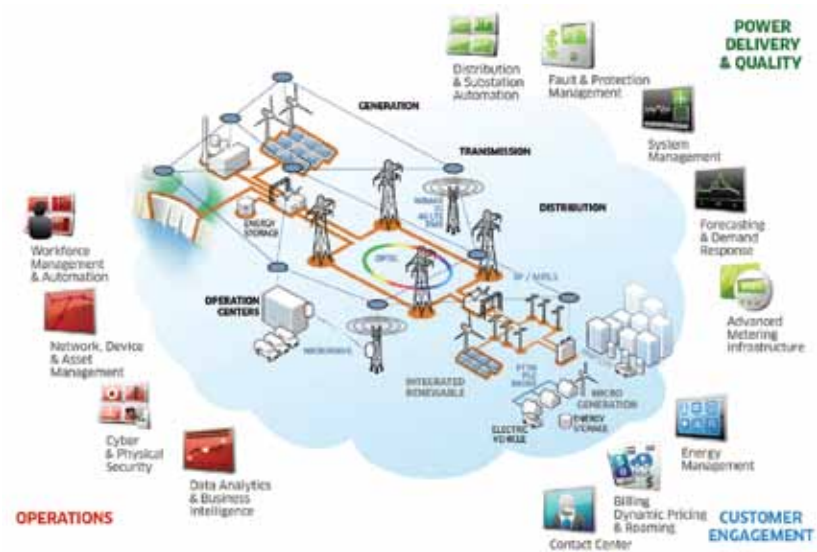 POWER
DELIVERY
& QUALITY
Distribution
& Substation
Automation
Fault & Protection
Management
System
Management
Forecasting
& Demand
Response
Advanced
Metering
Infrastructure
GENERATION
TRANSMISSION
DISTRIBUTION
ENERGY
STORAGE
OPERATION
CENTERS
MICROWAVE
IP / MPLS
INTEGRATED
RENEWABLE
MICRO
GENERATION
ENERGY
STORAGE
ELECTRIC
VEHICLE
Workforce
Management
& Automation
Network, Device
& Asset
Management
Cyber
& Physical
Security
Data Analytics
& Business
Intelligence
OPERATIONS
Energy
Management
Billing
Dynamic Pricing
& Roaming
Contact Center
CUSTOMER
ENGAGEMENT